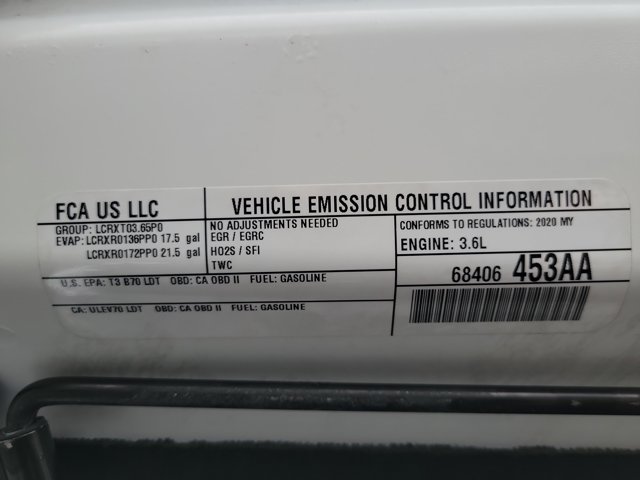 FCA US LLC
VEHICLE EMISSION CONTROL INFORMATION
GROUP: LCRXT03.65P0
EVAP: LCRXR0136PP0 17.5 gal
LCRXR0172PP0 21.5 gal
NO ADJUSTMENTS NEEDED
EGR / EGRC
HO2S / SFI
TWC
CONFORMS TO REGULATIONS: 2020 MY
ENGINE: 3.6L
U.S. EPA: T3 B70 LDT OBD: CA OBD II FUEL: GASOLINE
CA: ULEV70 LDT OBD: CA OBD II FUEL: GASOLINE
68406 453AA